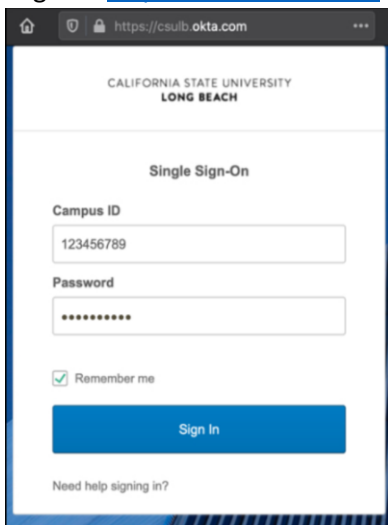 https://csulb.okta.com
CALIFORNIA STATE UNIVERSITY
LONG BEACH
Single Sign-On
Campus ID
123456789
Password
••••••••••
Remember me
Sign In
Need help signing in?